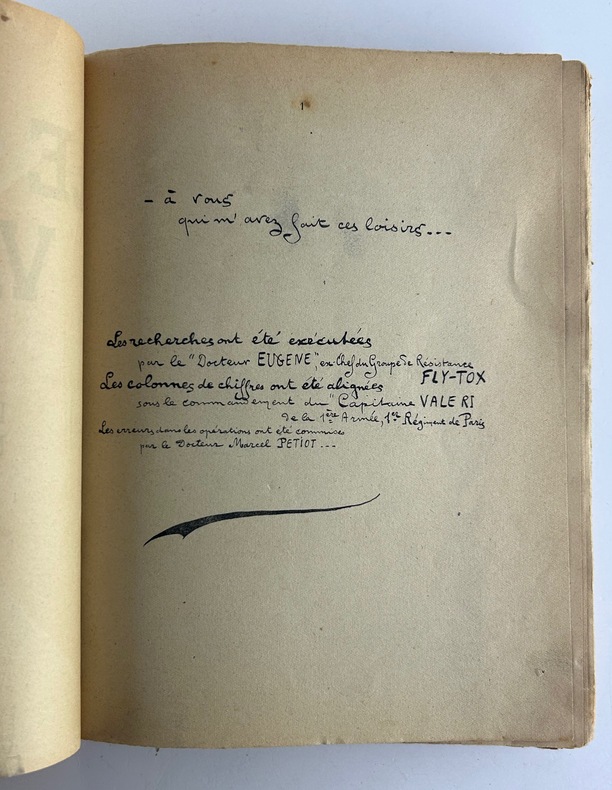 1
- à vous
qui m'avez fait ces loisirs...
Les recherches ont été exécutées
par le "Docteur EUGENE", ex-Chef du Groupe de Résistance
FLY-TOX
Les colonnes de chiffres ont été alignées
sous le commandement du "Capitaine VALERI
de la 1ère Armée, 1er Régiment de Paris
Les erreurs dans les opérations ont été commises
par le Docteur Marcel PETIOT...
E
V